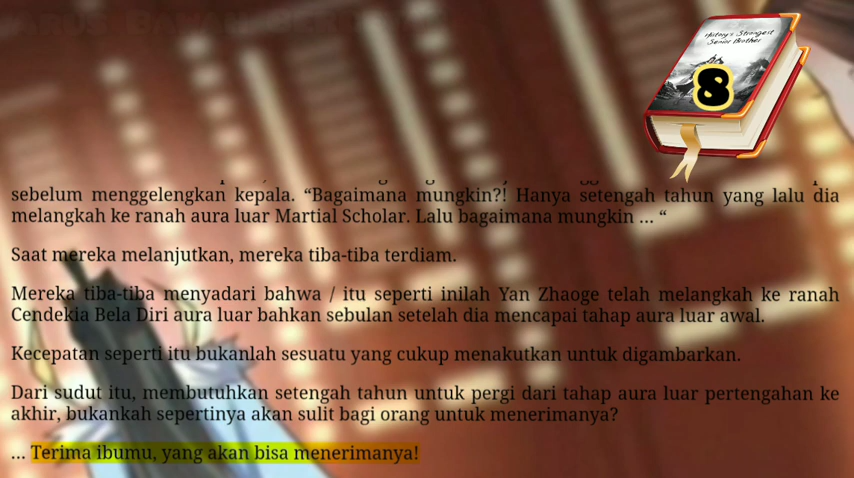 History's Strongest
Senior Brother
8
sebelum menggelengkan kepala. “Bagaimana mungkin?! Hanya setengah tahun yang lalu dia
melangkah ke ranah aura luar Martial Scholar. Lalu bagaimana mungkin ... “
Saat mereka melanjutkan, mereka tiba-tiba terdiam.
Mereka tiba-tiba menyadari bahwa / itu seperti inilah Yan Zhaoge telah melangkah ke ranah
Cendekia Bela Diri aura luar bahkan sebulan setelah dia mencapai tahap aura luar awal.
Kecepatan seperti itu bukanlah sesuatu yang cukup menakutkan untuk digambarkan.
Dari sudut itu, membutuhkan setengah tahun untuk pergi dari tahap aura luar pertengahan ke
akhir, bukankah sepertinya akan sulit bagi orang untuk menerimanya?
... Terima ibumu, yang akan bisa menerimanya!